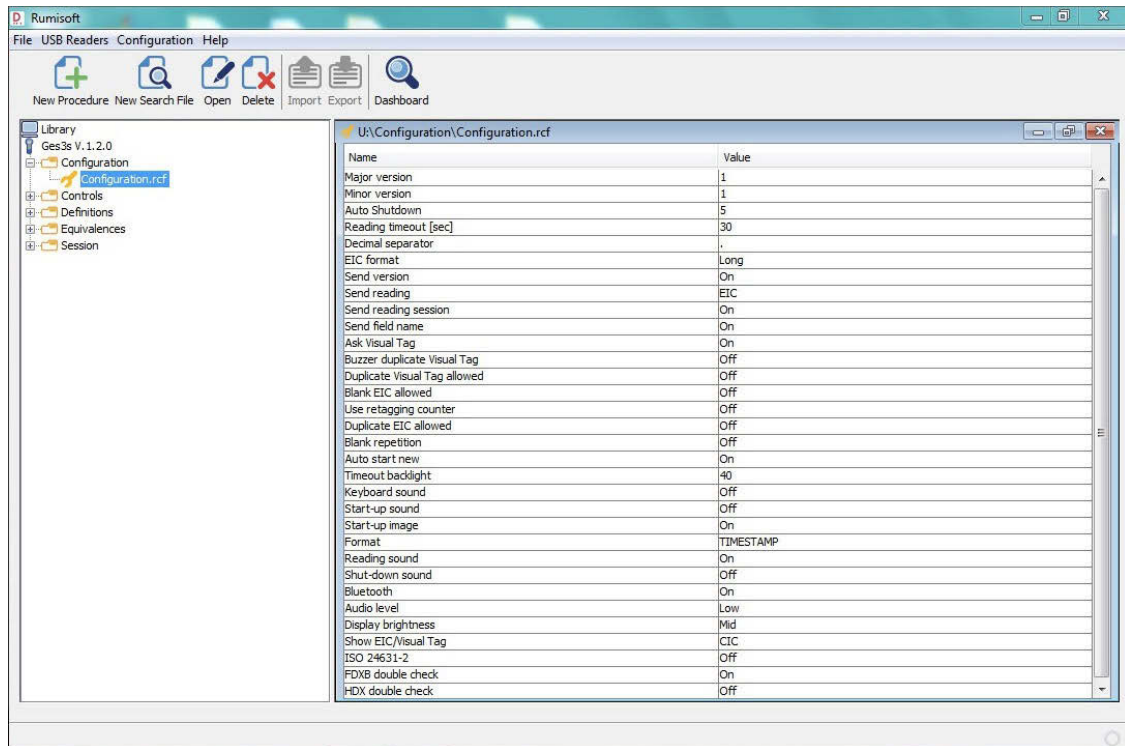 Rumisoft
File USB Readers Configuration Help
New Procedure New Search File Open Delete Import Export Dashboard
Library
Ges3s V.1.2.0
Configuration
Configuration.rcf
Controls
Definitions
Equivalences
Session
U:\Configuration\Configuration.rcf
Name Value
Major version 1
Minor version 1
Auto Shutdown 5
Reading timeout [sec] 30
Decimal separator .
EIC format Long
Send version On
Send reading EIC
Send reading session On
Send field name On
Ask Visual Tag On
Buzzer duplicate Visual Tag Off
Duplicate Visual Tag allowed Off
Blank EIC allowed Off
Use retagging counter Off
Duplicate EIC allowed Off
Blank repetition Off
Auto start new On
Timeout backlight 40
Keyboard sound Off
Start-up sound Off
Start-up image On
Format TIMESTAMP
Reading sound On
Shut-down sound Off
Bluetooth On
Audio level Low
Display brightness Mid
Show EIC/Visual Tag CIC
ISO 24631-2 Off
FDXB double check On
HDX double check Off